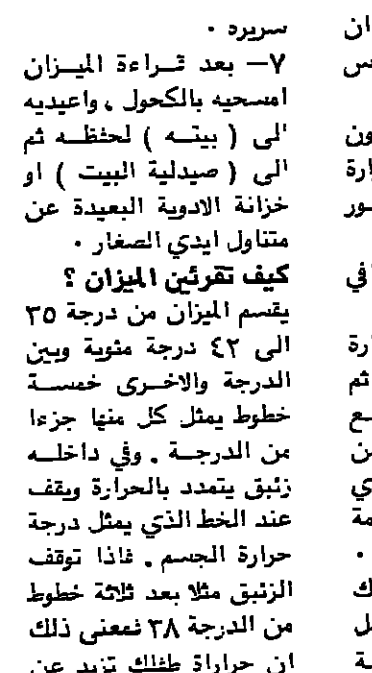 سريره .
٧— بعد قراءة الميزان
امسحيه بالكحول ، واعيديه
الى ( بيته ) لحفظه ثم
الى ( صيدلية البيت ) او
خزانة الادوية البعيدة عن
متناول ايدي الصغار .
كيف تقرئين الميزان ؟
يقسم الميزان من درجة ٣٥
الى ٤٢ درجة مئوية وبين
الدرجة والاخرى خمسة
خطوط يمثل كل منها جزءا
من الدرجة . وفي داخله
زئبق يتمدد بالحرارة ويقف
عند الخط الذي يمثل درجة
حرارة الجسم . فاذا توقف
الزئبق مثلا بعد ثلاثة خطوط
من الدرجة ٣٨ فمعنى ذلك
ان حراراة طفلك تزيد عن